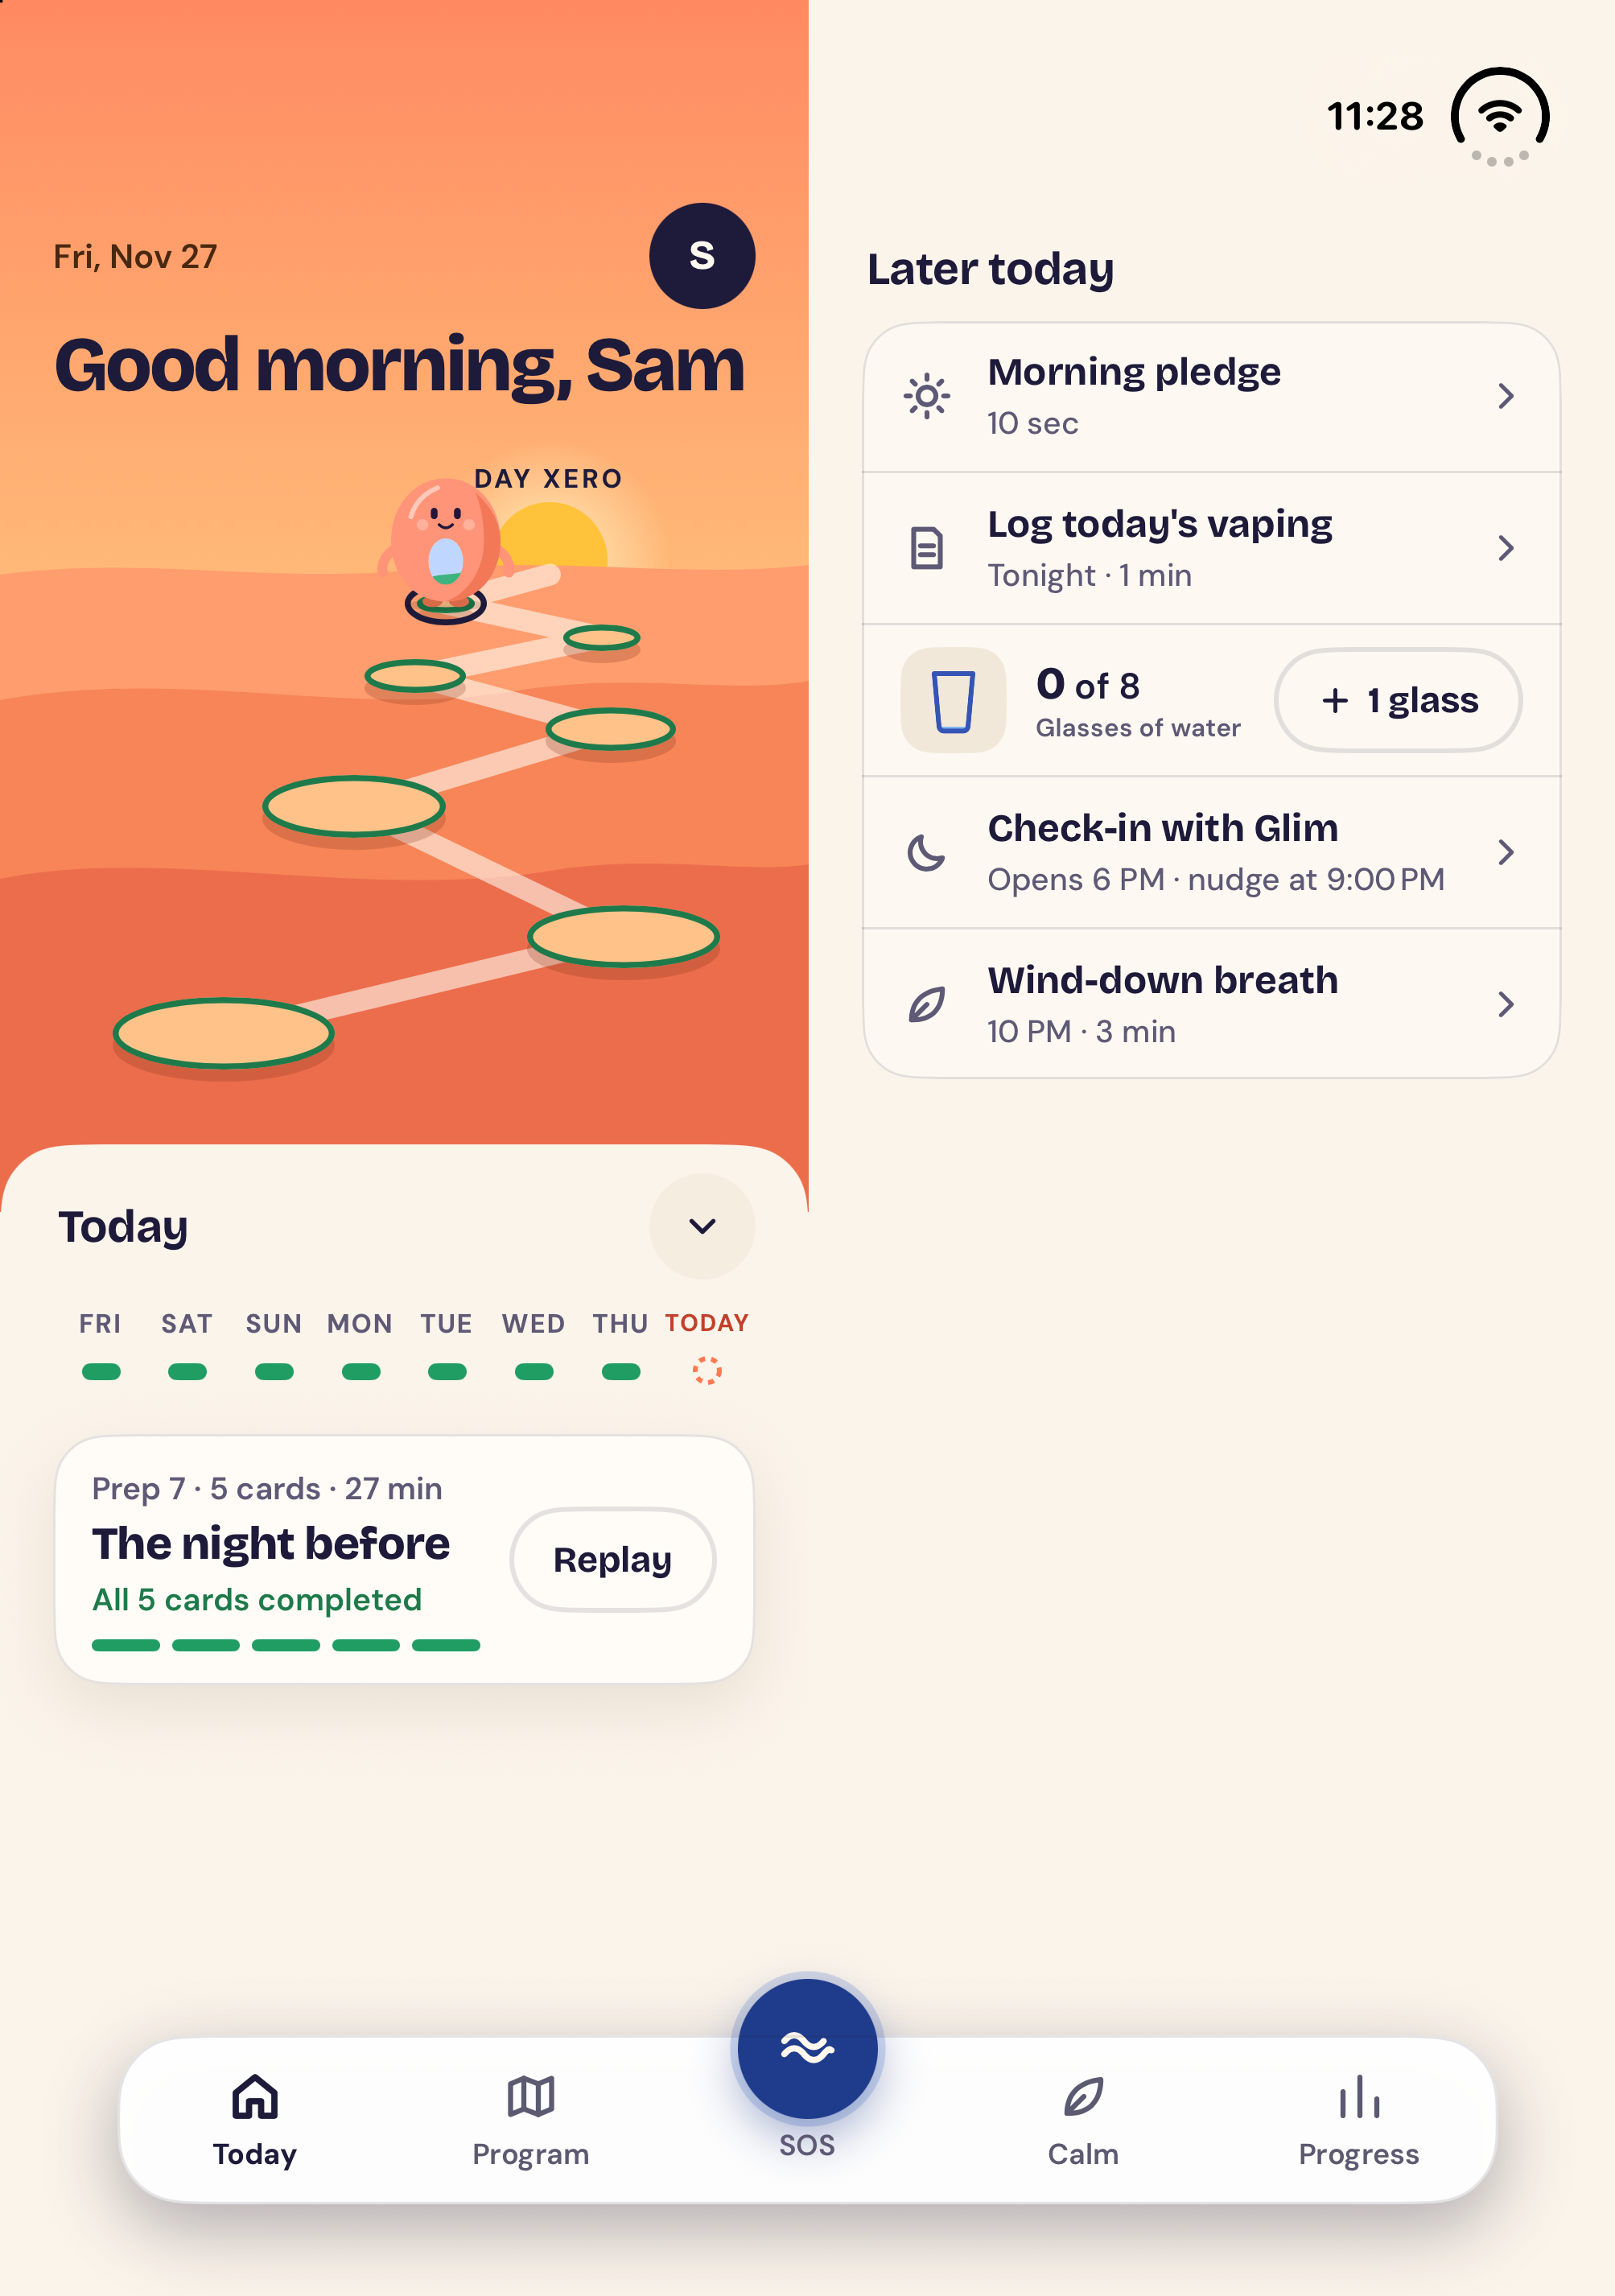 11:28
Fri, Nov 27
S
Good morning, Sam
DAY XERO
Today
FRI SAT SUN MON TUE WED THU TODAY
Prep 7 · 5 cards · 27 min
The night before
All 5 cards completed
Replay
Later today
Morning pledge
10 sec
Log today's vaping
Tonight · 1 min
0 of 8
Glasses of water
+ 1 glass
Check-in with Glim
Opens 6 PM · nudge at 9:00 PM
Wind-down breath
10 PM · 3 min
Today
Program
SOS
Calm
Progress